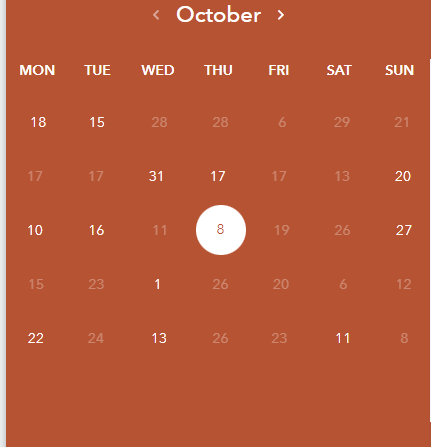 ‹ October ›
MON TUE WED THU FRI SAT SUN
18 15 28 28 6 29 21
17 17 31 17 17 13 20
10 16 11 8 19 26 27
15 23 1 26 20 6 12
22 24 13 26 23 11 8